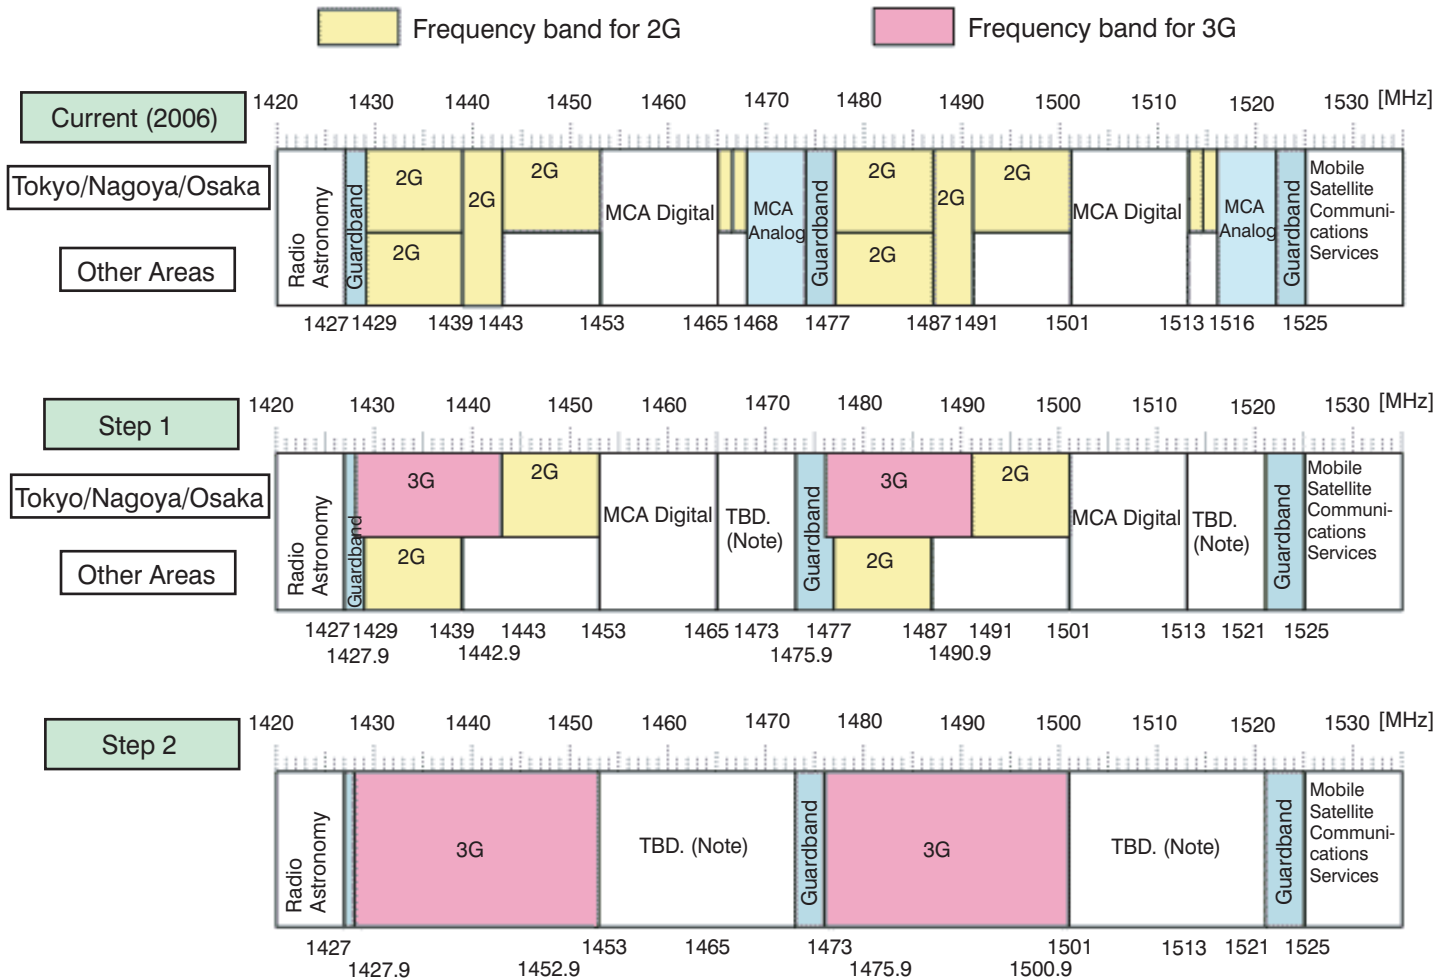 Frequency band for 2G
Frequency band for 3G
Current (2006)
1420 1430 1440 1450 1460 1470 1480 1490 1500 1510 1520 1530 [MHz]
Tokyo/Nagoya/Osaka
Other Areas
Radio Astronomy
Guardband
2G
2G
2G
2G
MCA Digital
MCA Analog
Guardband
2G
2G
2G
2G
MCA Digital
MCA Analog
Guardband
Mobile
Satellite
Communi-
cations
Services
1427 1429 1439 1443 1453 1465 1468 1477 1487 1491 1501 1513 1516 1525
Step 1
1420 1430 1440 1450 1460 1470 1480 1490 1500 1510 1520 1530 [MHz]
Tokyo/Nagoya/Osaka
Other Areas
Radio Astronomy
Guardband
3G
2G
2G
MCA Digital
TBD.
(Note)
Guardband
3G
2G
2G
MCA Digital
TBD.
(Note)
Guardband
Mobile
Satellite
Communi-
cations
Services
1427 1429 1439 1443 1453 1465 1473 1477 1487 1491 1501 1513 1521 1525
1427.9 1442.9 1475.9 1490.9
Step 2
1420 1430 1440 1450 1460 1470 1480 1490 1500 1510 1520 1530 [MHz]
Radio Astronomy
3G
TBD. (Note)
Guardband
3G
TBD. (Note)
Guardband
Mobile
Satellite
Communi-
cations
Services
1427 1453 1465 1473 1501 1513 1521 1525
1427.9 1452.9 1475.9 1500.9